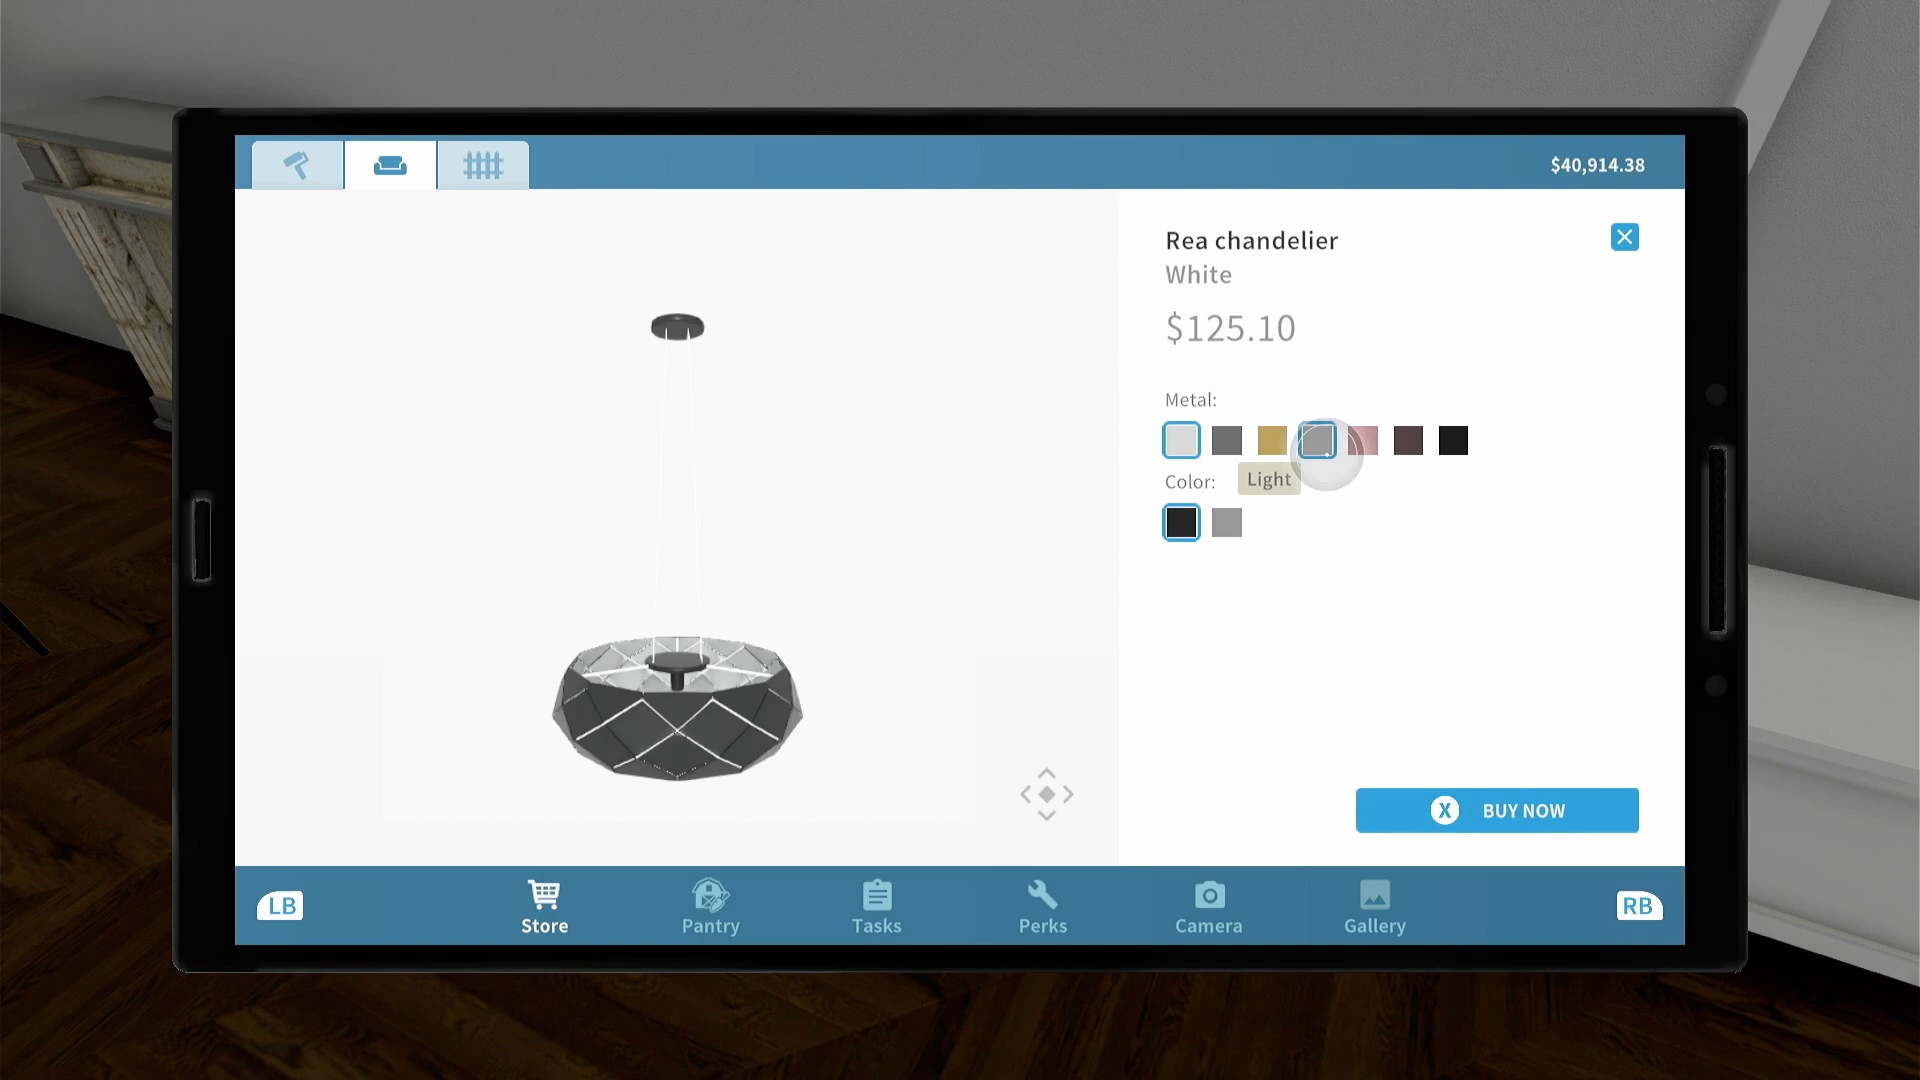 $40,914.38
Rea chandelier
White
$125.10
Metal:
Light
Color:
X BUY NOW
LB
Store
Pantry
Tasks
Perks
Camera
Gallery
RB